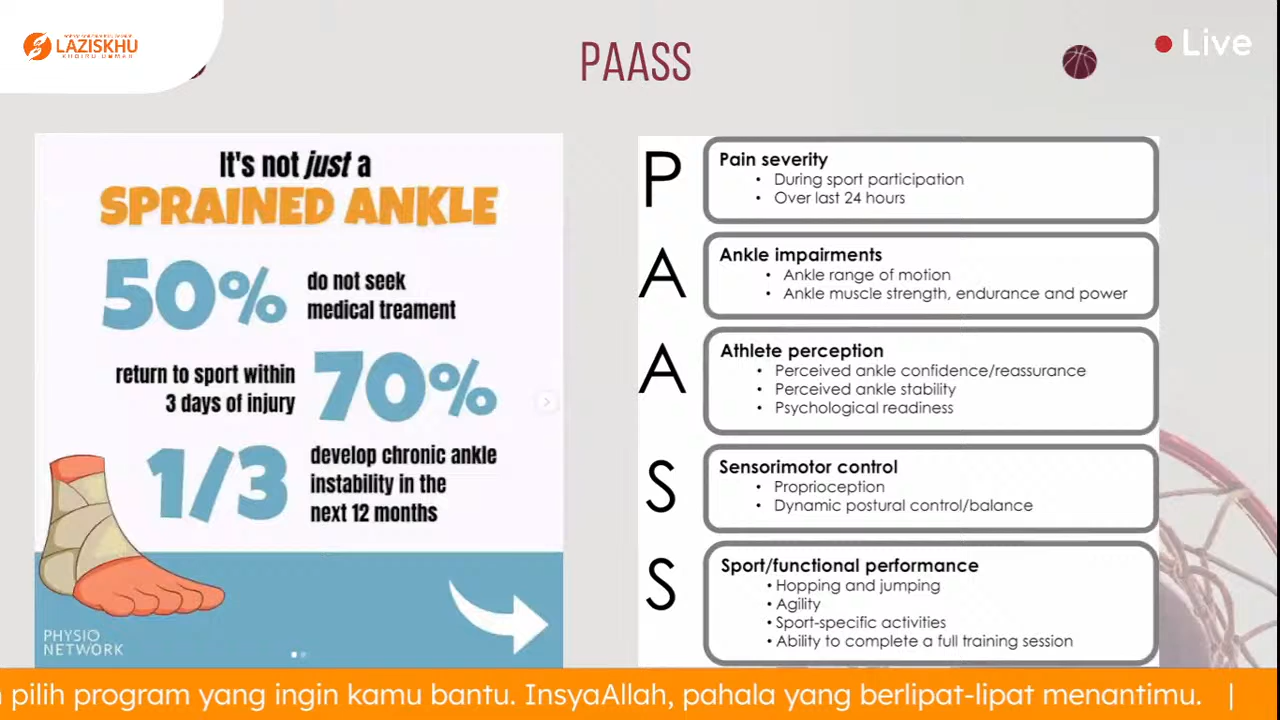 LAZISKHU
KHOIRU UMMAH
PAASS
Live
It's not just a
SPRAINED ANKLE
50%
do not seek
medical treament
return to sport within
3 days of injury
70%
1/3
develop chronic ankle
instability in the
next 12 months
PHYSIO
NETWORK
P
Pain severity
• During sport participation
• Over last 24 hours
A
Ankle impairments
• Ankle range of motion
• Ankle muscle strength, endurance and power
A
Athlete perception
• Perceived ankle confidence/reassurance
• Perceived ankle stability
• Psychological readiness
S
Sensorimotor control
• Proprioception
• Dynamic postural control/balance
S
Sport/functional performance
• Hopping and jumping
• Agility
• Sport-specific activities
• Ability to complete a full training session
pilih program yang ingin kamu bantu. InsyaAllah, pahala yang berlipat-lipat menantimu. |